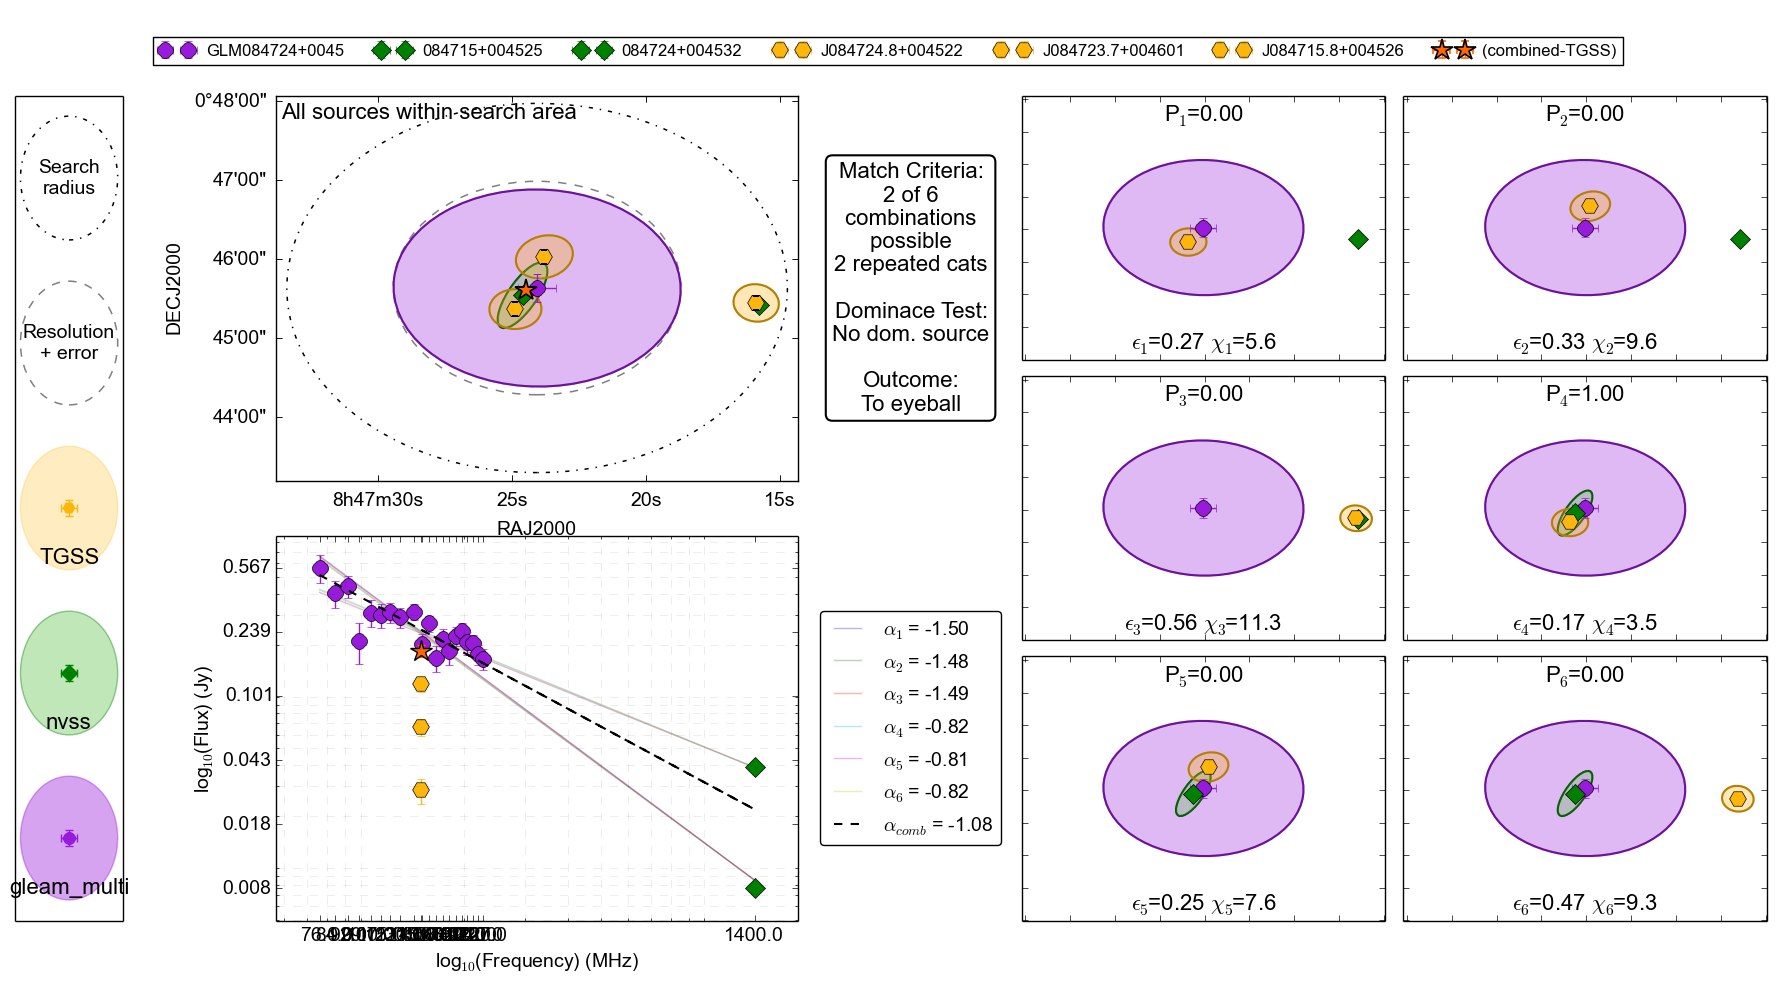 GLM084724+0045 084715+004525 084724+004532 J084724.8+004522 J084723.7+004601 J084715.8+004526 (combined-TGSS)
Search
radius
Resolution
+ error
TGSS
nvss
gleam_multi
All sources within search area
0°48'00"
47'00"
46'00"
45'00"
44'00"
DECJ2000
8h47m30s 25s 20s 15s
RAJ2000
Match Criteria:
2 of 6
combinations
possible
2 repeated cats
Dominace Test:
No dom. source
Outcome:
To eyeball
P1=0.00
ϵ1=0.27 χ1=5.6
P2=0.00
ϵ2=0.33 χ2=9.6
P3=0.00
ϵ3=0.56 χ3=11.3
P4=1.00
ϵ4=0.17 χ4=3.5
P5=0.00
ϵ5=0.25 χ5=7.6
P6=0.00
ϵ6=0.47 χ6=9.3
0.567
0.239
0.101
0.043
0.018
0.008
log10(Flux) (Jy)
1400.0
log10(Frequency) (MHz)
α1 = -1.50
α2 = -1.48
α3 = -1.49
α4 = -0.82
α5 = -0.81
α6 = -0.82
αcomb = -1.08